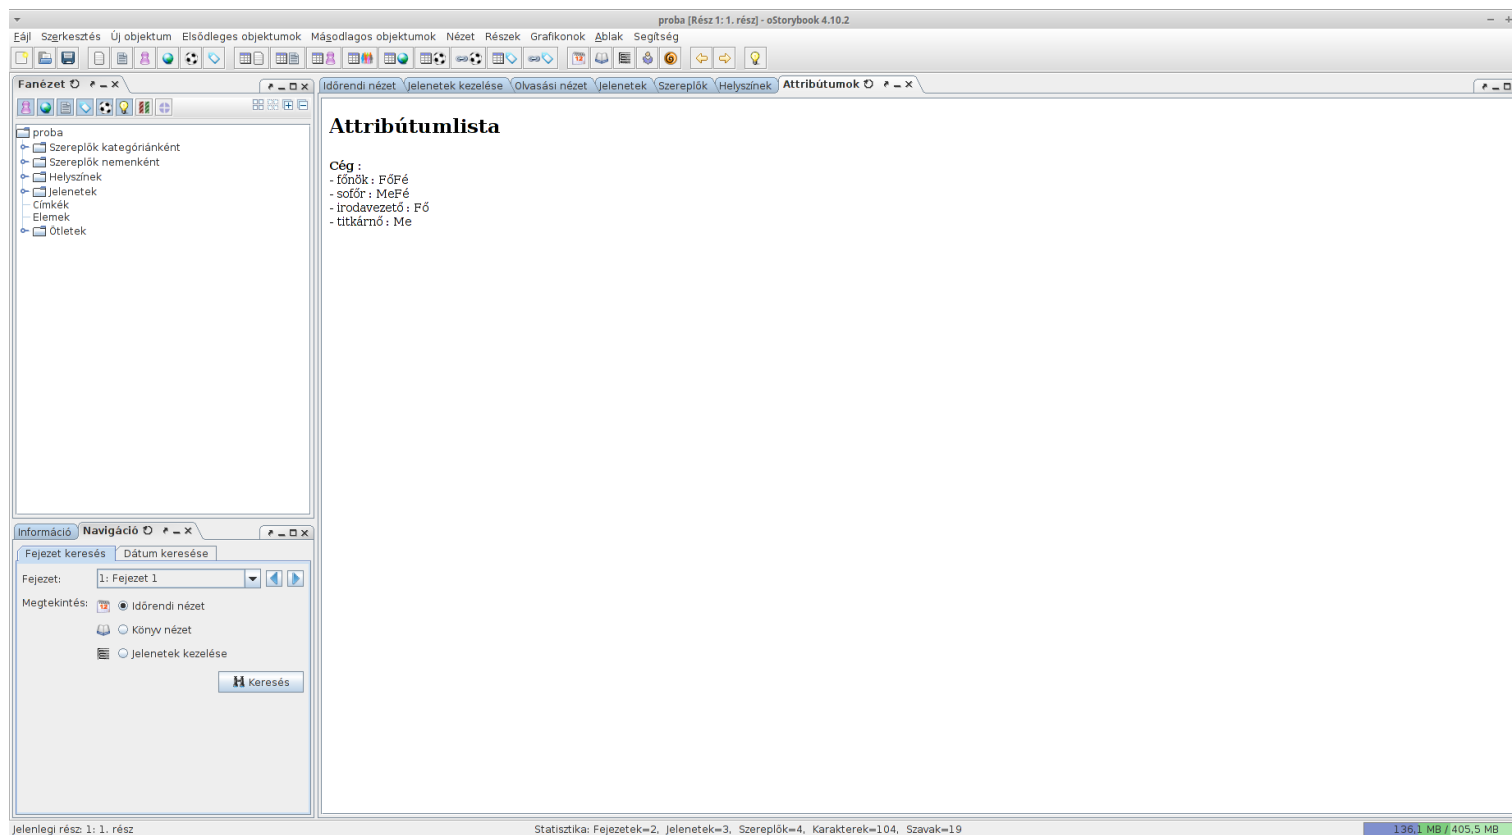 proba [Rész 1: 1. rész] - oStorybook 4.10.2
Fájl Szerkesztés Új objektum Elsődleges objektumok Másodlagos objektumok Nézet Részek Grafikonok Ablak Segítség
Fanézet
proba
Szereplők kategóriánként
Szereplők nemenként
Helyszínek
Jelenetek
Címkék
Elemek
Ötletek
Információ Navigáció
Fejezet keresés Dátum keresése
Fejezet: 1: Fejezet 1
Megtekintés: 12 Időrendi nézet
Könyv nézet
Jelenetek kezelése
Keresés
Időrendi nézet Jelenetek kezelése Olvasási nézet Jelenetek Szereplők Helyszínek Attribútumok
Attribútumlista
Cég :
- főnök : FőFé
- sofőr : MeFé
- irodavezető : Fő
- titkárnő : Me
Jelenlegi rész: 1: 1. rész
Statisztika: Fejezetek=2, Jelenetek=3, Szereplők=4, Karakterek=104, Szavak=19
136,1 MB / 405,5 MB